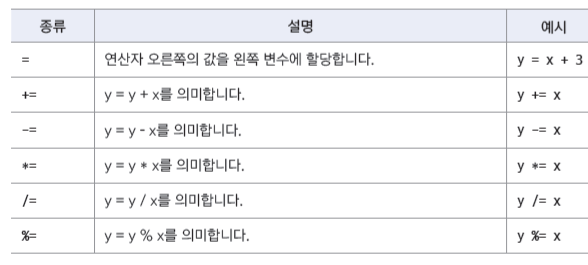 종류 설명 예시
= 연산자 오른쪽의 값을 왼쪽 변수에 할당합니다. y = x + 3
+= y = y + x를 의미합니다. y += x
-= y = y - x를 의미합니다. y -= x
*= y = y * x를 의미합니다. y *= x
/= y = y / x를 의미합니다. y /= x
%= y = y % x를 의미합니다. y %= x